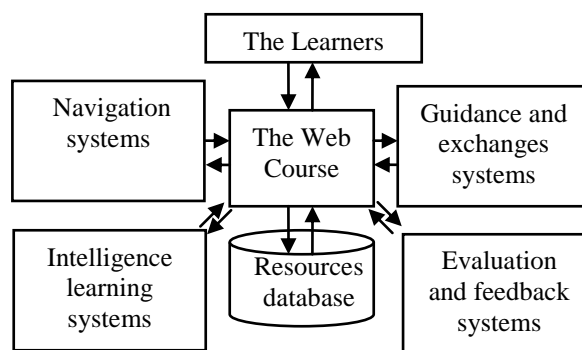 The Learners
Navigation
systems
The Web
Course
Guidance and
exchanges
systems
Intelligence
learning
systems
Resources
database
Evaluation
and feedback
systems